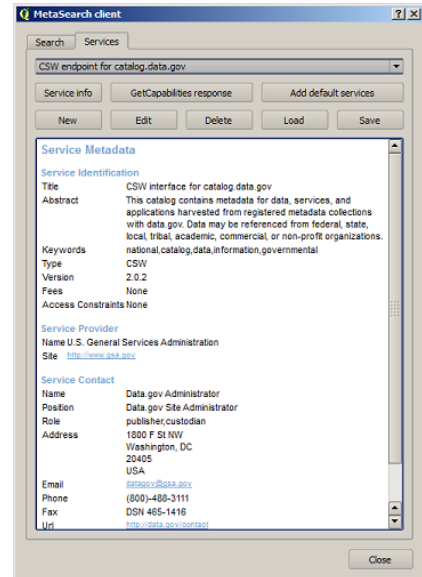 MetaSearch client
Search Services
CSW endpoint for catalog.data.gov
Service info GetCapabilities response Add default services
New Edit Delete Load Save
Service Metadata
Service Identification
Title CSW interface for catalog.data.gov
Abstract This catalog contains metadata for data, services, and
applications harvested from registered metadata collections
with data.gov. Data may be referenced from federal, state,
local, tribal, academic, commercial, or non-profit organizations.
Keywords national,catalog,data,information,governmental
Type CSW
Version 2.0.2
Fees None
Access Constraints None
Service Provider
Name U.S. General Services Administration
Site http://www.gsa.gov
Service Contact
Name Data.gov Administrator
Position Data.gov Site Administrator
Role publisher,custodian
Address 1800 F St NW
Washington, DC
20405
USA
Email datagov@gsa.gov
Phone (800)-488-3111
Fax DSN 465-1416
Url http://data.gov/contact
Close